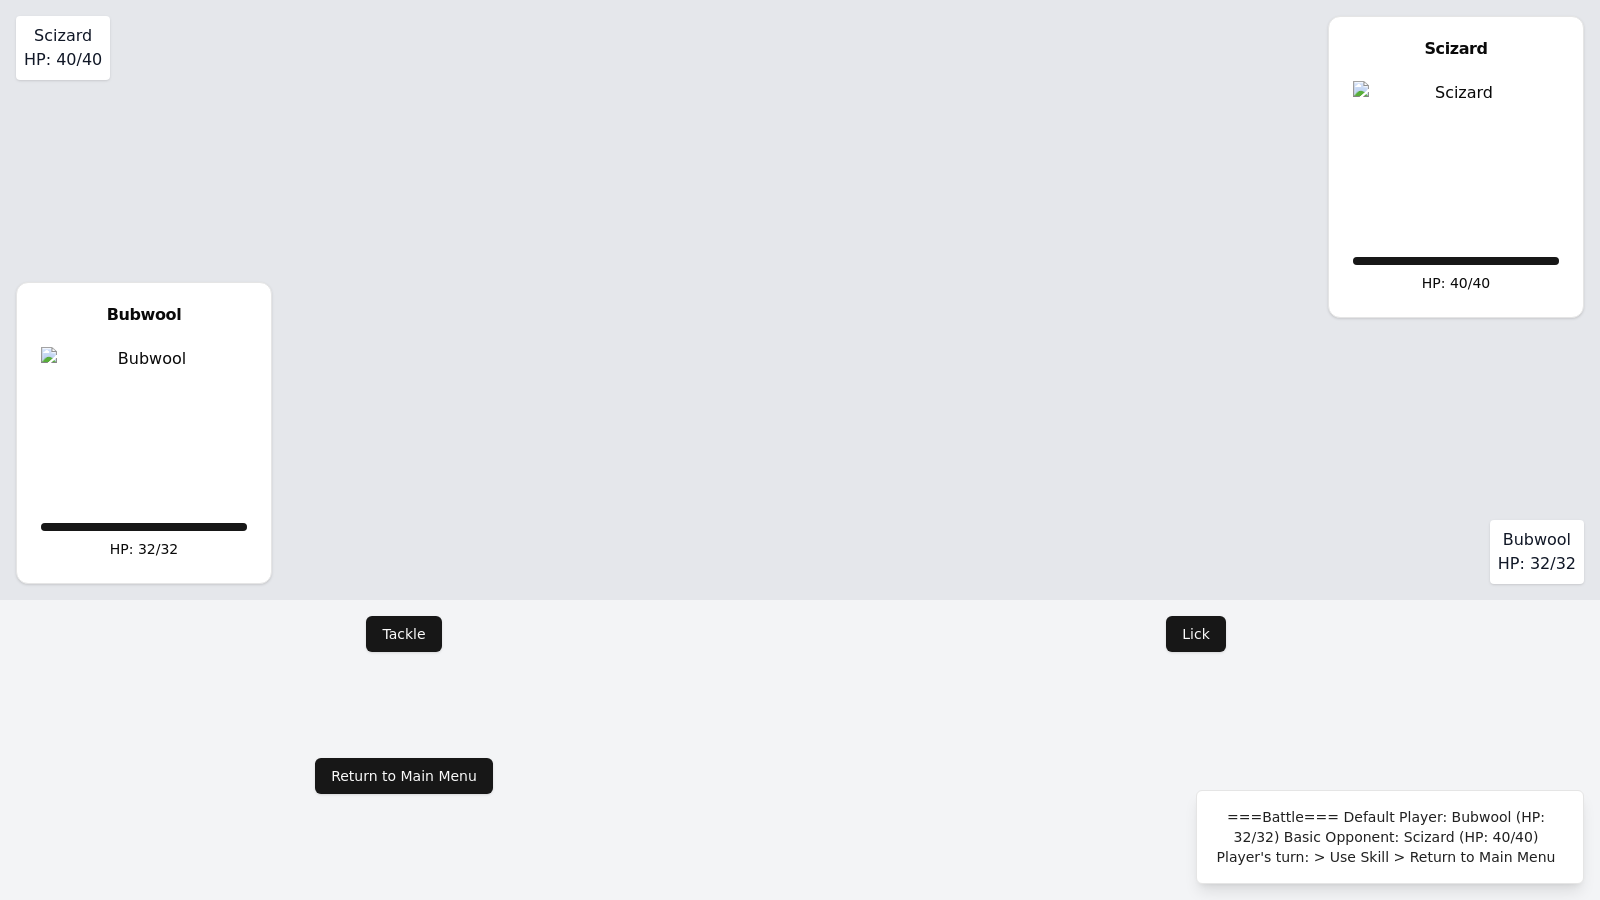 Scizard
HP: 40/40
Scizard
Scizard
HP: 40/40
Bubwool
Bubwool
HP: 32/32
Bubwool
HP: 32/32
Tackle
Lick
Return to Main Menu
===Battle=== Default Player: Bubwool (HP:
32/32) Basic Opponent: Scizard (HP: 40/40)
Player's turn: > Use Skill > Return to Main Menu